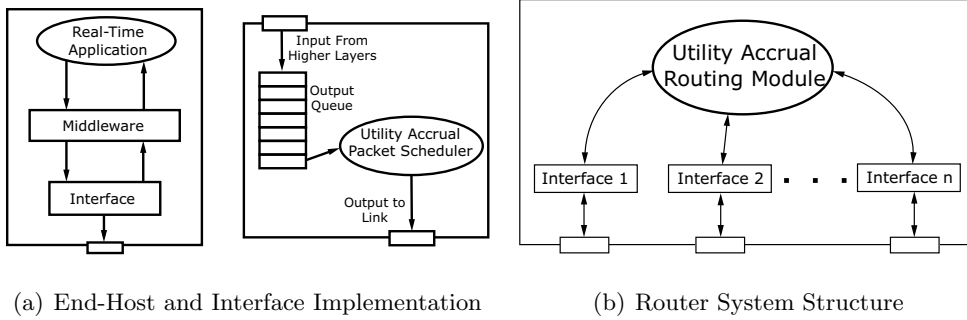 Real-Time
Application
Middleware
Interface
Input From
Higher Layers
Output
Queue
Utility Accrual
Packet Scheduler
Output to
Link
Utility Accrual
Routing Module
Interface 1
Interface 2
. . .
Interface n
(a) End-Host and Interface Implementation
(b) Router System Structure